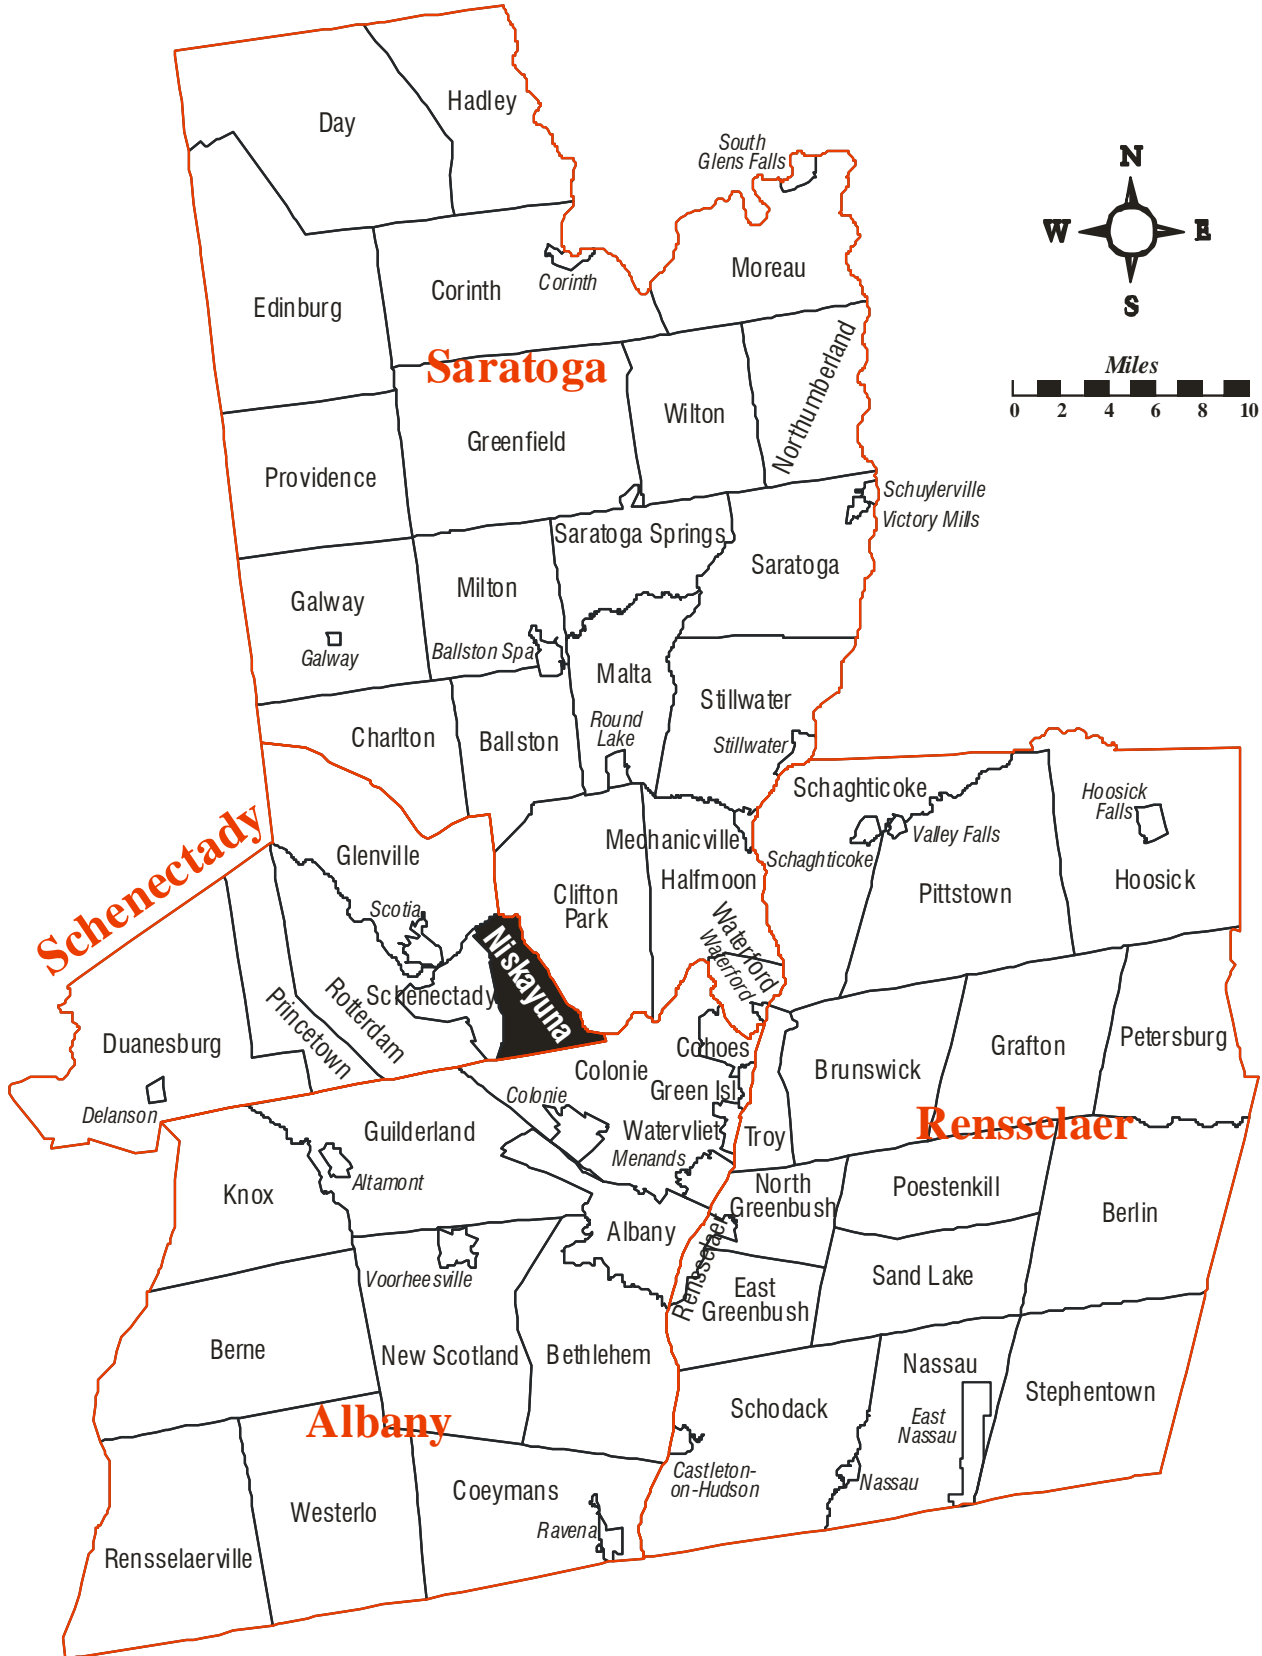 Hadley
Day
South
Glens Falls
N
W
E
S
Moreau
Corinth
Corinth
Edinburg
Saratoga
Northumberland
Miles
0 2 4 6 8 10
Wilton
Greenfield
Providence
Schuylerville
Victory Mills
Saratoga Springs
Saratoga
Milton
Galway
Galway
Ballston Spa
Malta
Stillwater
Round
Lake
Stillwater
Charlton
Ballston
Schaghticoke
Hoosick
Falls
Schenectady
Glenville
Mechanicville
Schaghticoke
Valley Falls
Halfmoon
Hoosick
Pittstown
Clifton
Park
Scotia
Waterford
Waterford
Niskayuna
Schenectady
Rotterdam
Princetown
Duanesburg
Delanson
Cohoes
Colonie
Green Isl.
Colonie
Watervliet
Menands
Troy
Brunswick
Grafton
Petersburg
Rensselaer
Guilderland
Altamont
Knox
North
Greenbush
Poestenkill
Berlin
Albany
Rensselaer
Voorheesville
Sand Lake
East
Greenbush
Berne
New Scotland
Bethlehem
Nassau
Stephentown
Albany
Schodack
East
Nassau
Castleton-
on-Hudson
Nassau
Coeymans
Ravena
Westerlo
Rensselaerville